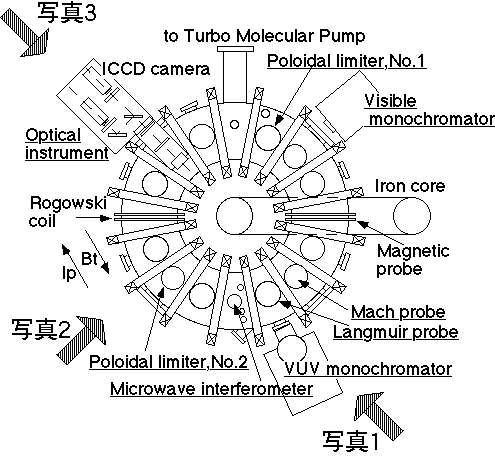 写真3
to Turbo Molecular Pump
ICCD camera
Poloidal limiter,No.1
Visible
monochromator
Optical
instrument
Iron core
Rogowski
coil
Magnetic
probe
Bt
Ip
写真2
Mach probe
Langmuir probe
Poloidal limiter,No.2
VUV monochromator
Microwave interferometer
写真1